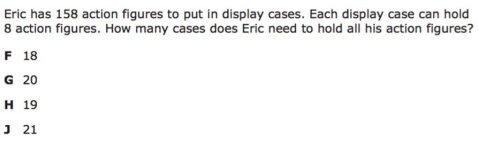 Eric has 158 action figures to put in display cases. Each display case can hold
8 action figures. How many cases does Eric need to hold all his action figures?
F 18
G 20
H 19
J 21